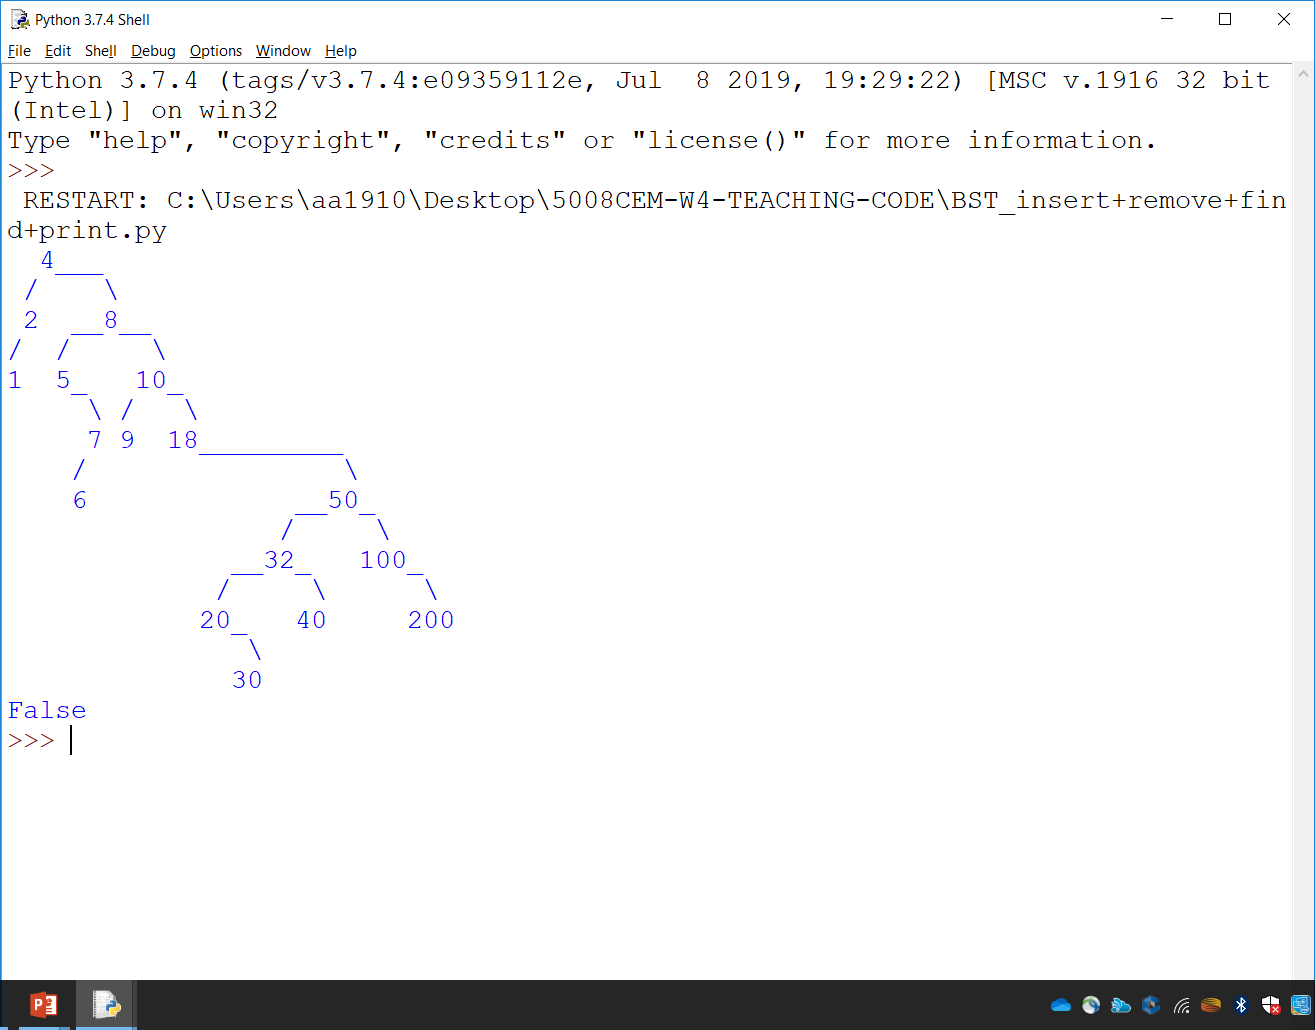 Python 3.7.4 Shell
File Edit Shell Debug Options Window Help
Python 3.7.4 (tags/v3.7.4:e09359112e, Jul  8 2019, 19:29:22) [MSC v.1916 32 bit
(Intel)] on win32
Type "help", "copyright", "credits" or "license()" for more information.
>>>
 RESTART: C:\Users\aa1910\Desktop\5008CEM-W4-TEACHING-CODE\BST_insert+remove+fin
d+print.py
  4___
 /    \
 2  __8__
/  /     \
1  5_   10_
     \ /   \
     7 9  18_________
    /                \
    6               __50_
                 /     \
             __32_   100_
             /     \      \
            20_   40     200
               \
              30
False
>>>